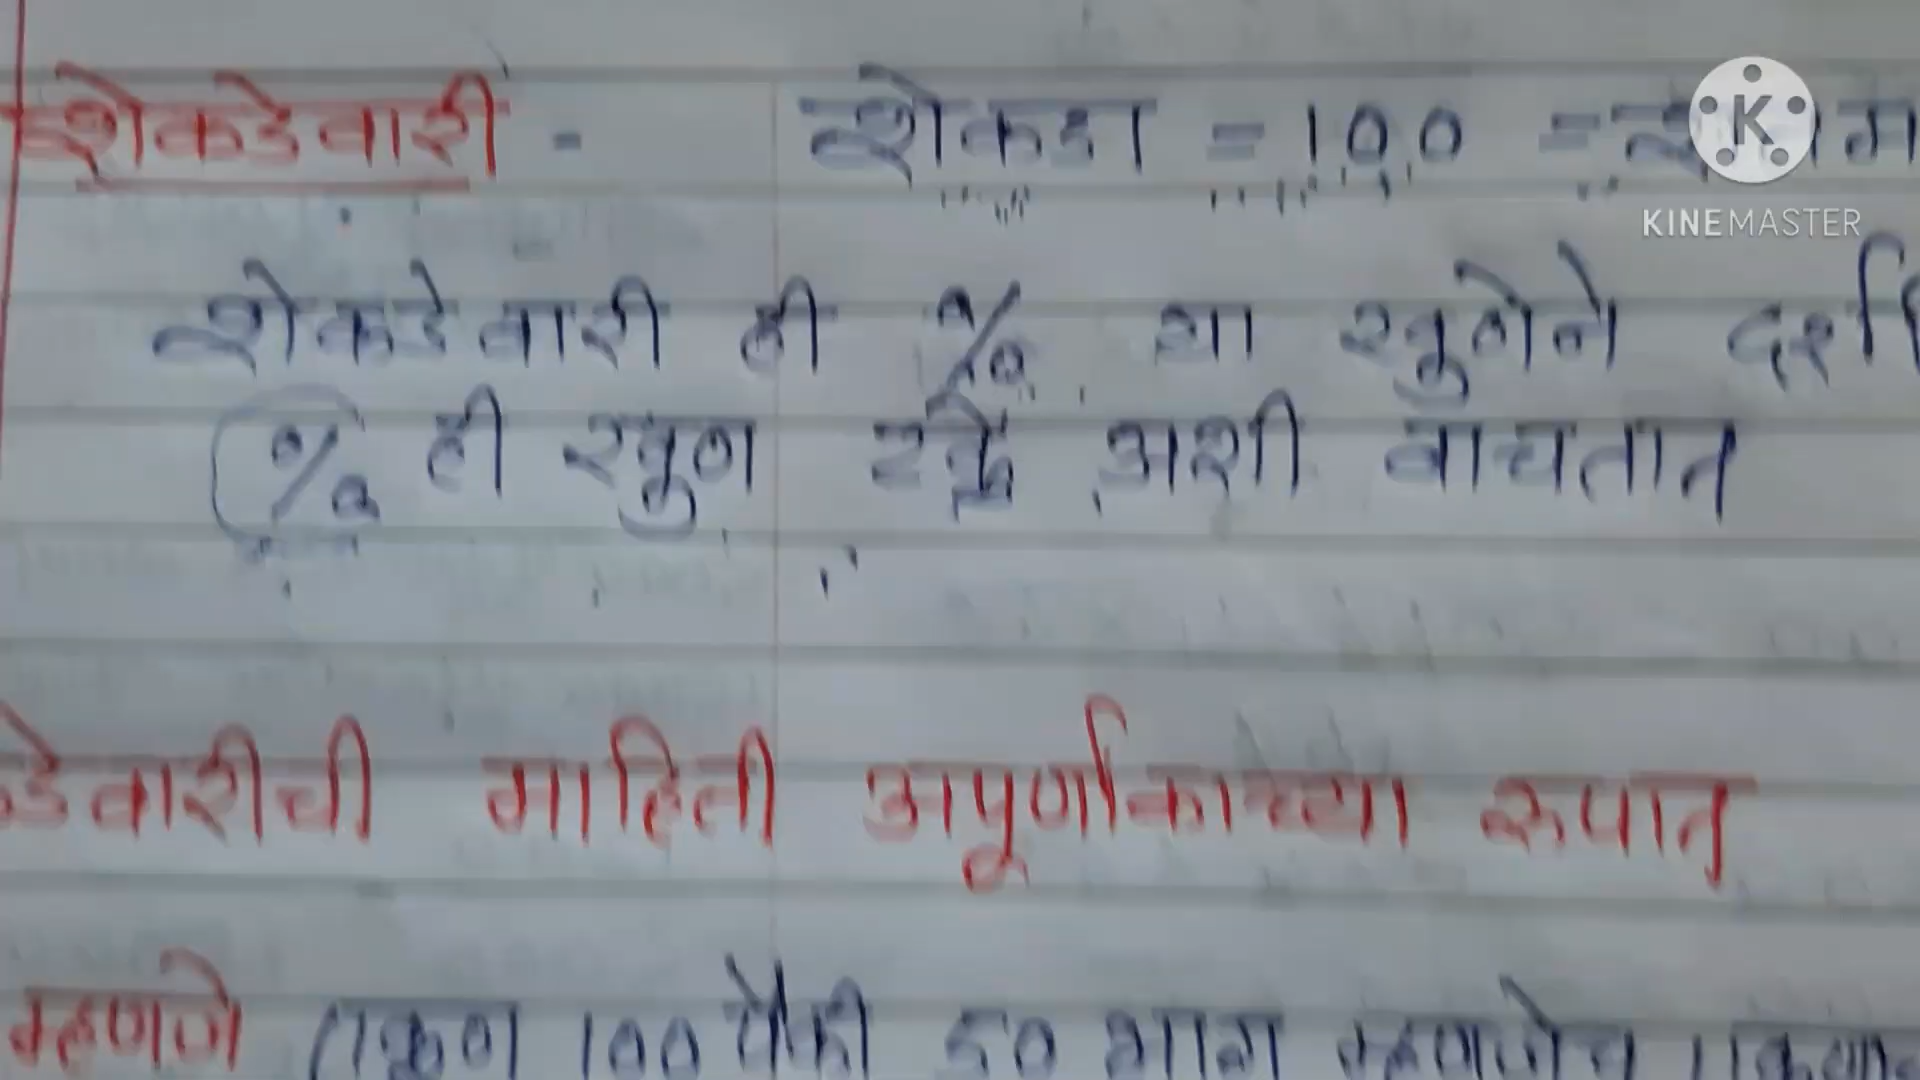 शेकडेवारी - शेकडा = 100 =
KINEMASTER
शेकडेवारी ही % या खुणेने
% ही खुण टक्के अशी वाचतात
डेवारीची माहिती अपूर्णांकाच्या रुपात
म्हणजे एकूण 100 पैकी 50 भाग म्हणजेच